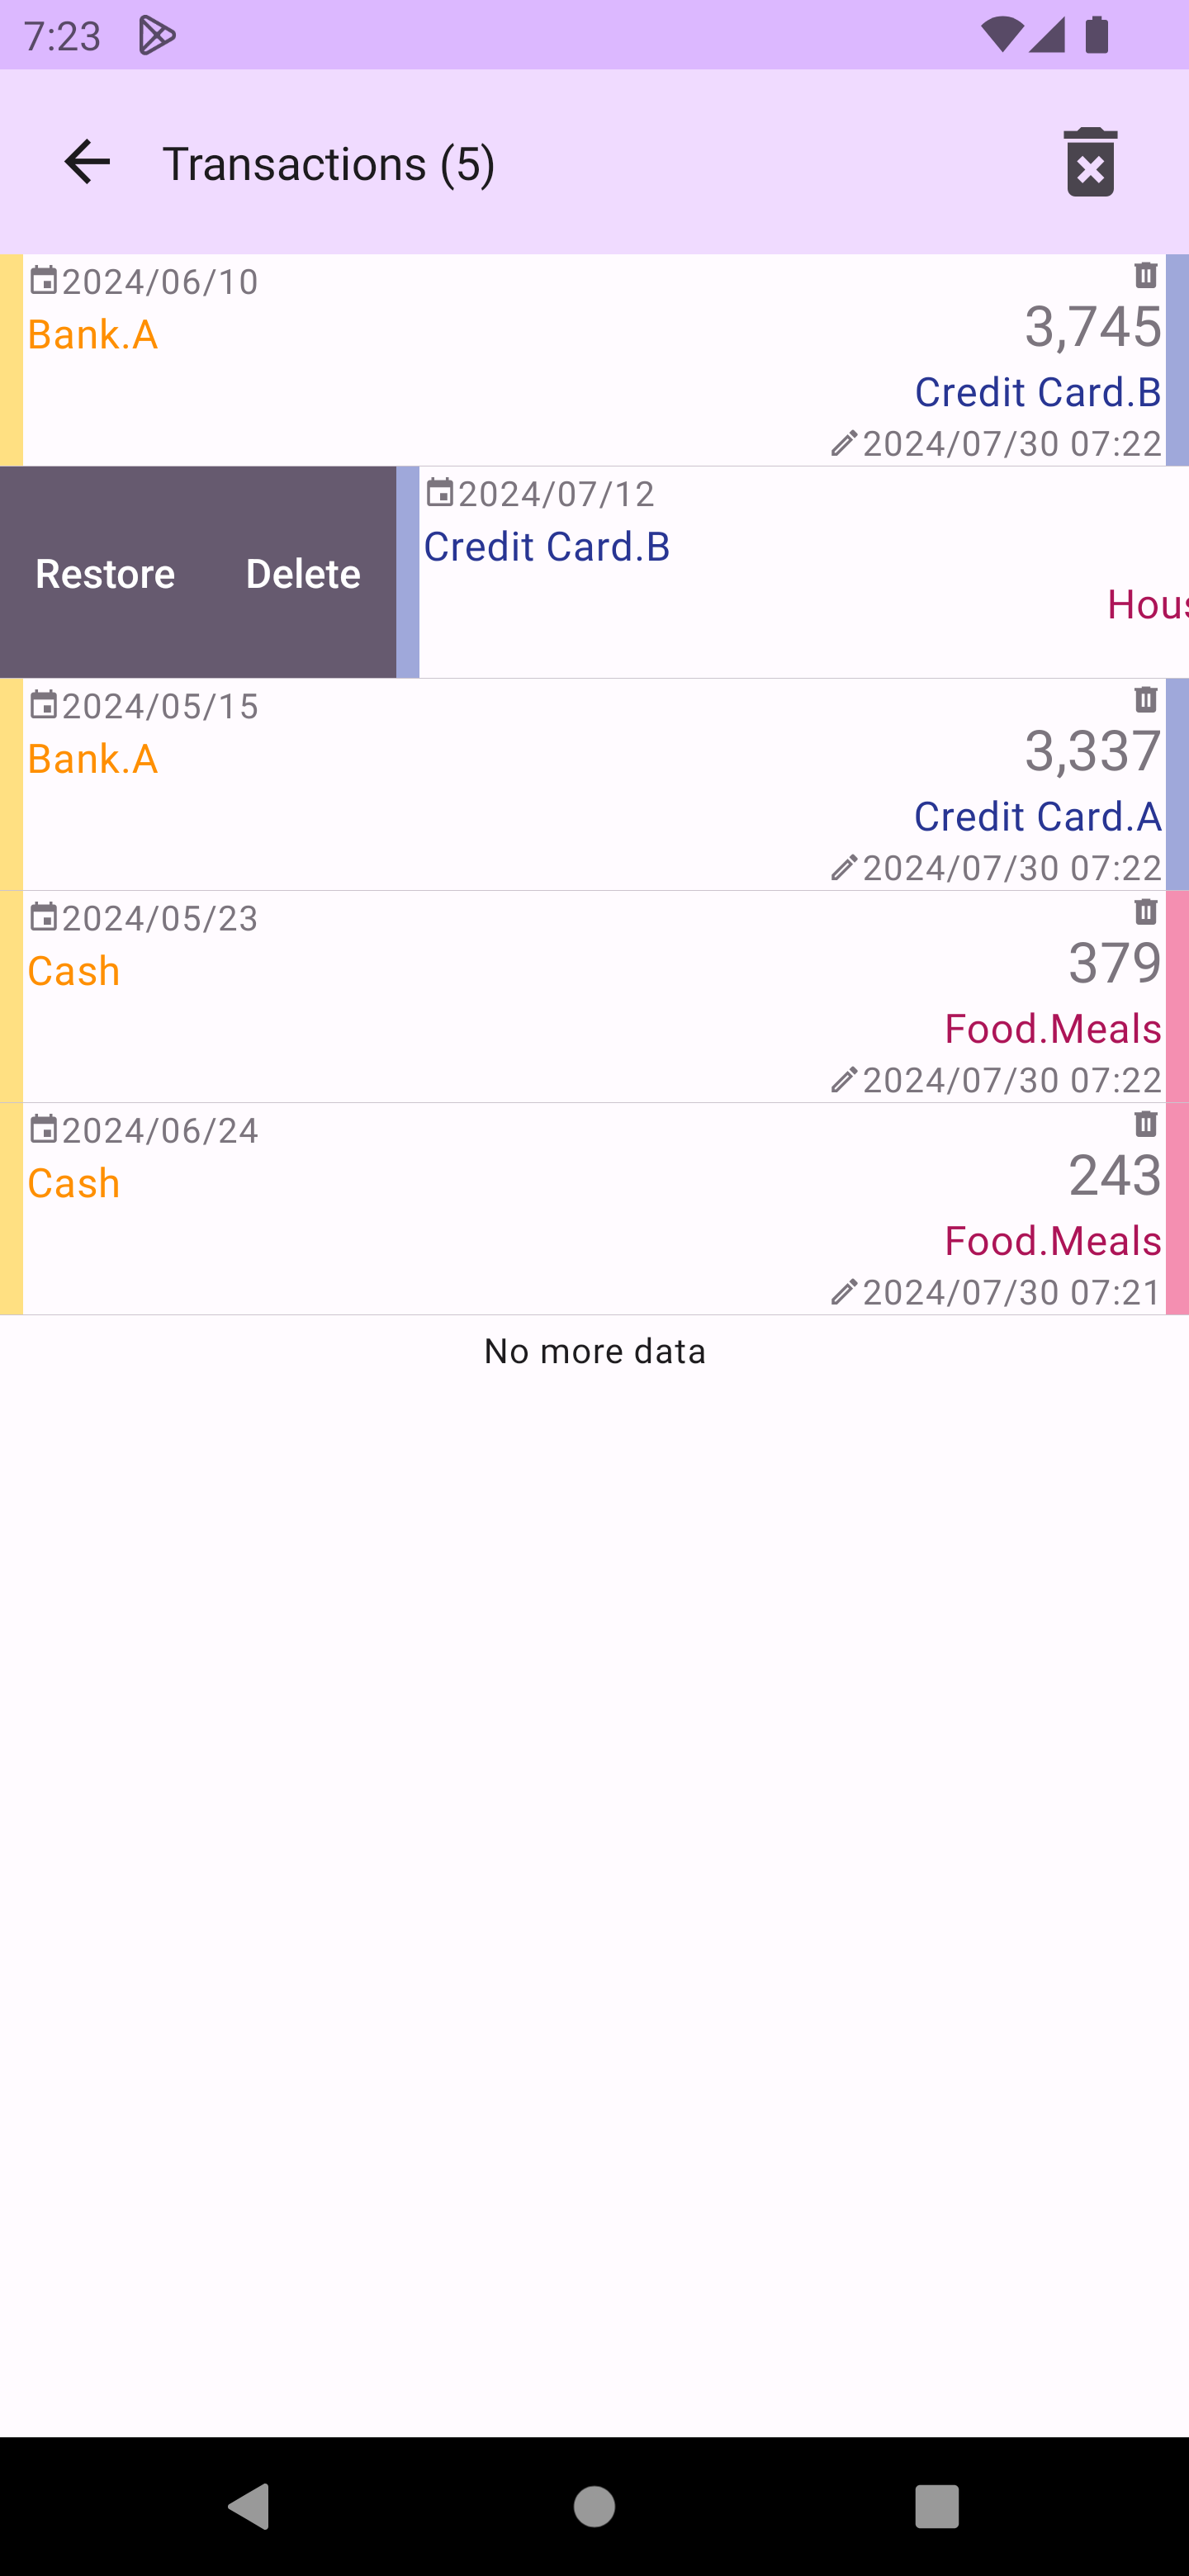 7:23
Transactions (5)
2024/06/10
Bank.A
3,745
Credit Card.B
2024/07/30 07:22
Restore Delete
2024/07/12
Credit Card.B
Hous
2024/05/15
Bank.A
3,337
Credit Card.A
2024/07/30 07:22
2024/05/23
Cash
379
Food.Meals
2024/07/30 07:22
2024/06/24
Cash
243
Food.Meals
2024/07/30 07:21
No more data